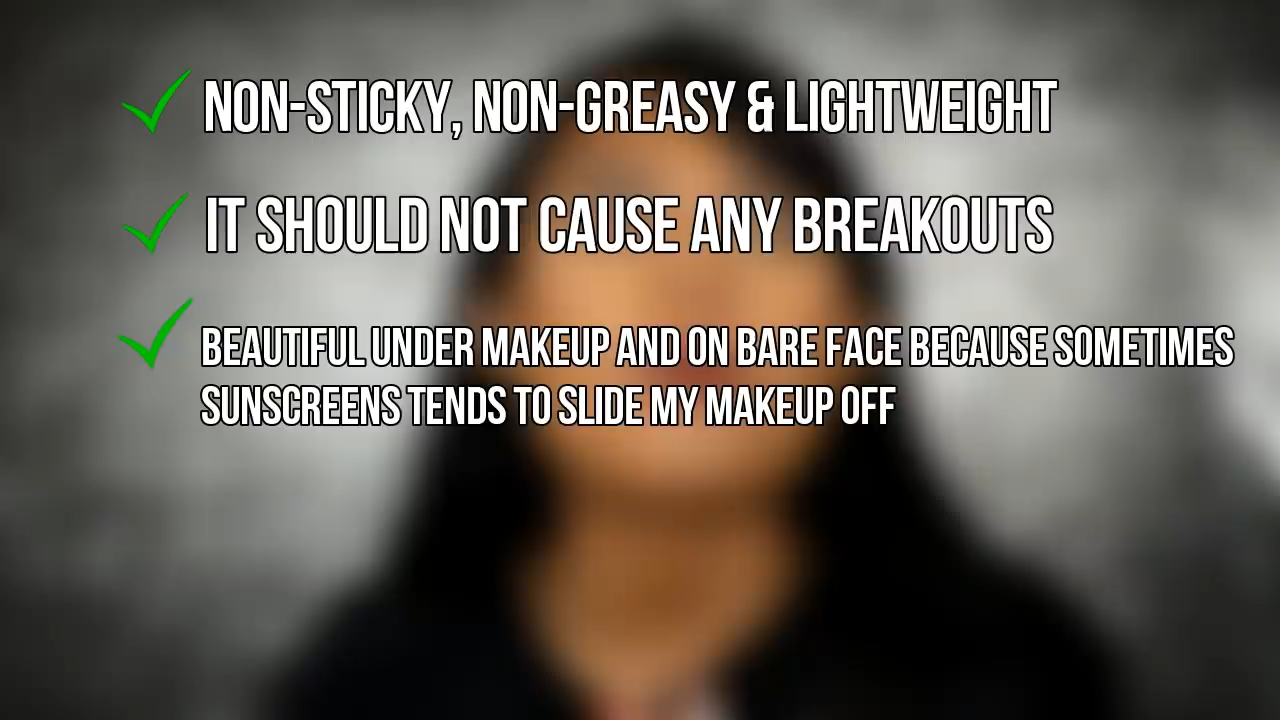 NON-STICKY, NON-GREASY & LIGHTWEIGHT
IT SHOULD NOT CAUSE ANY BREAKOUTS
BEAUTIFUL UNDER MAKEUP AND ON BARE FACE BECAUSE SOMETIMES
SUNSCREENS TENDS TO SLIDE MY MAKEUP OFF